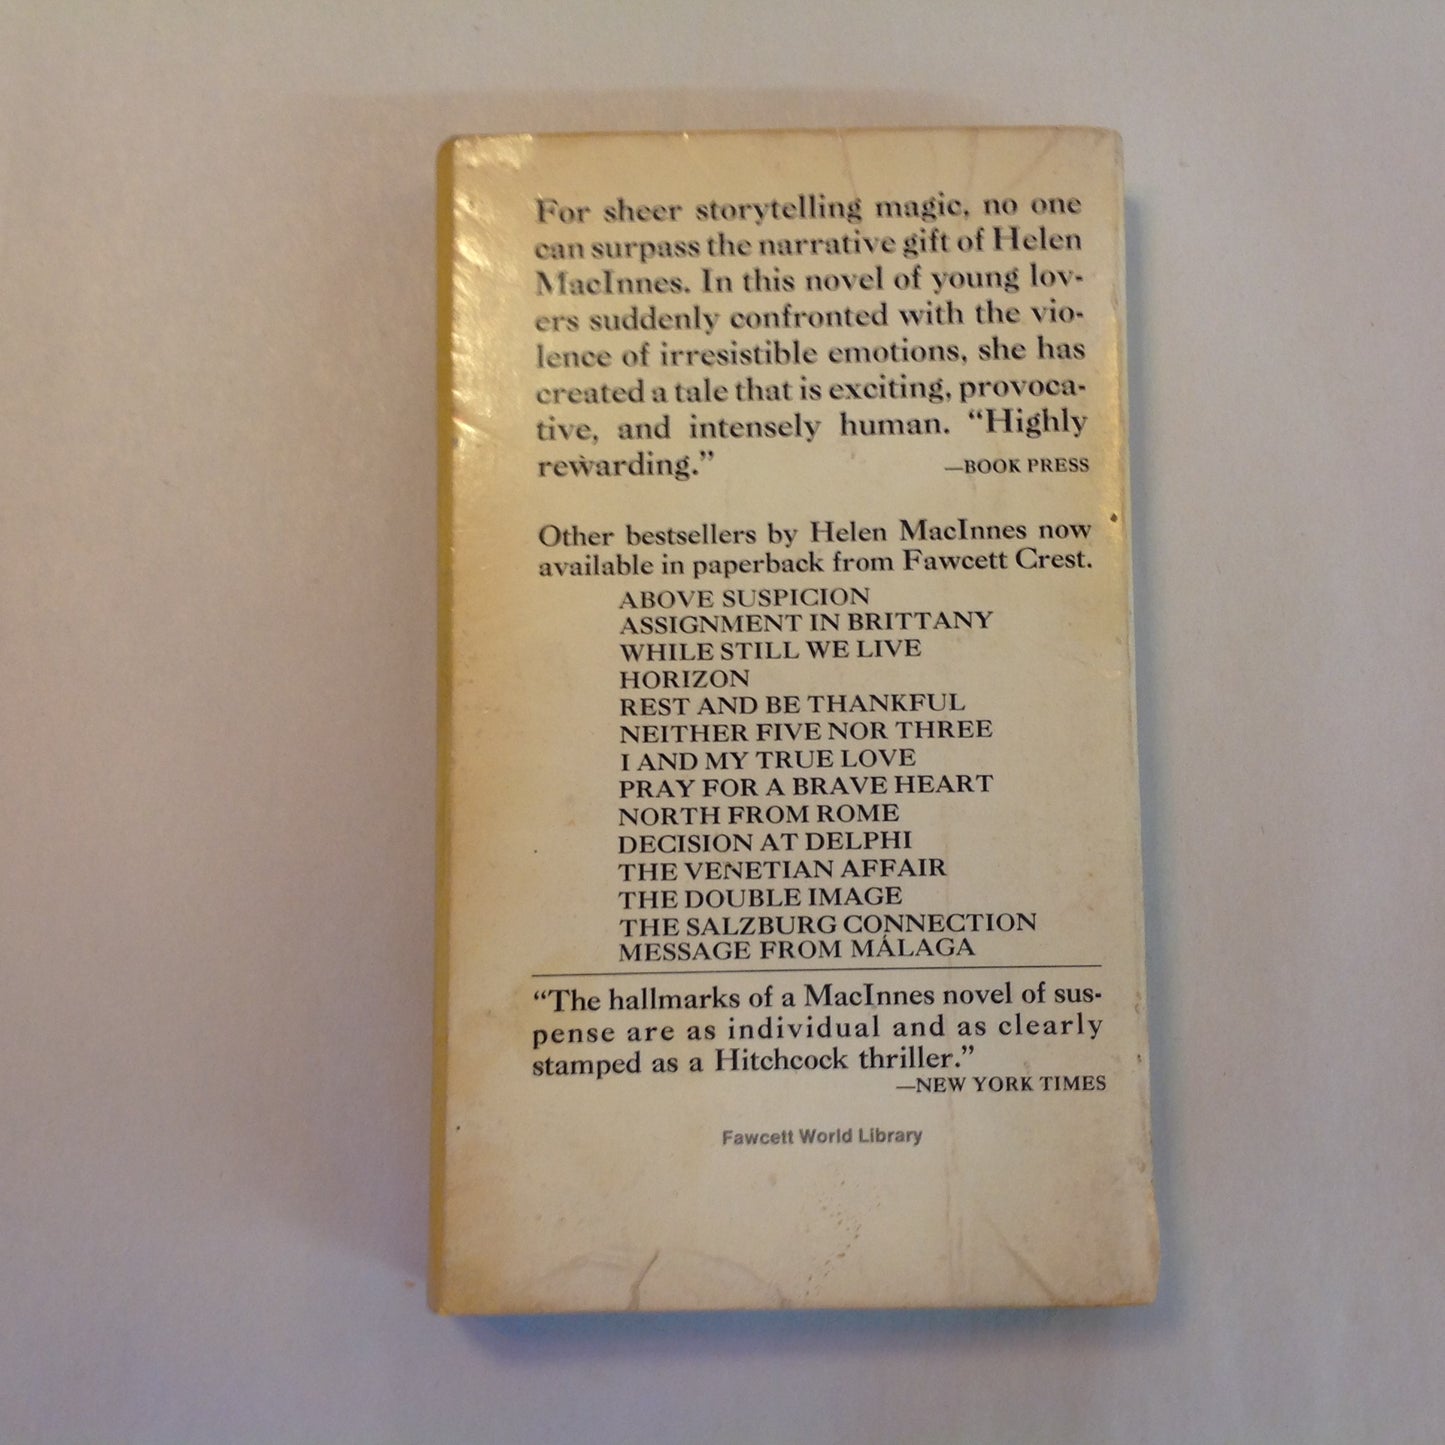 For sheer storytelling magic, no one
can surpass the narrative gift of Helen
MacInnes. In this novel of young lov-
ers suddenly confronted with the vio-
lence of irresistible emotions, she has
created a tale that is exciting, provoca-
tive, and intensely human. “Highly
rewarding.” —BOOK PRESS
Other bestsellers by Helen MacInnes now
available in paperback from Fawcett Crest.
ABOVE SUSPICION
ASSIGNMENT IN BRITTANY
WHILE STILL WE LIVE
HORIZON
REST AND BE THANKFUL
NEITHER FIVE NOR THREE
I AND MY TRUE LOVE
PRAY FOR A BRAVE HEART
NORTH FROM ROME
DECISION AT DELPHI
THE VENETIAN AFFAIR
THE DOUBLE IMAGE
THE SALZBURG CONNECTION
MESSAGE FROM MÁLAGA
“The hallmarks of a MacInnes novel of sus-
pense are as individual and as clearly
stamped as a Hitchcock thriller.”
—NEW YORK TIMES
Fawcett World Library